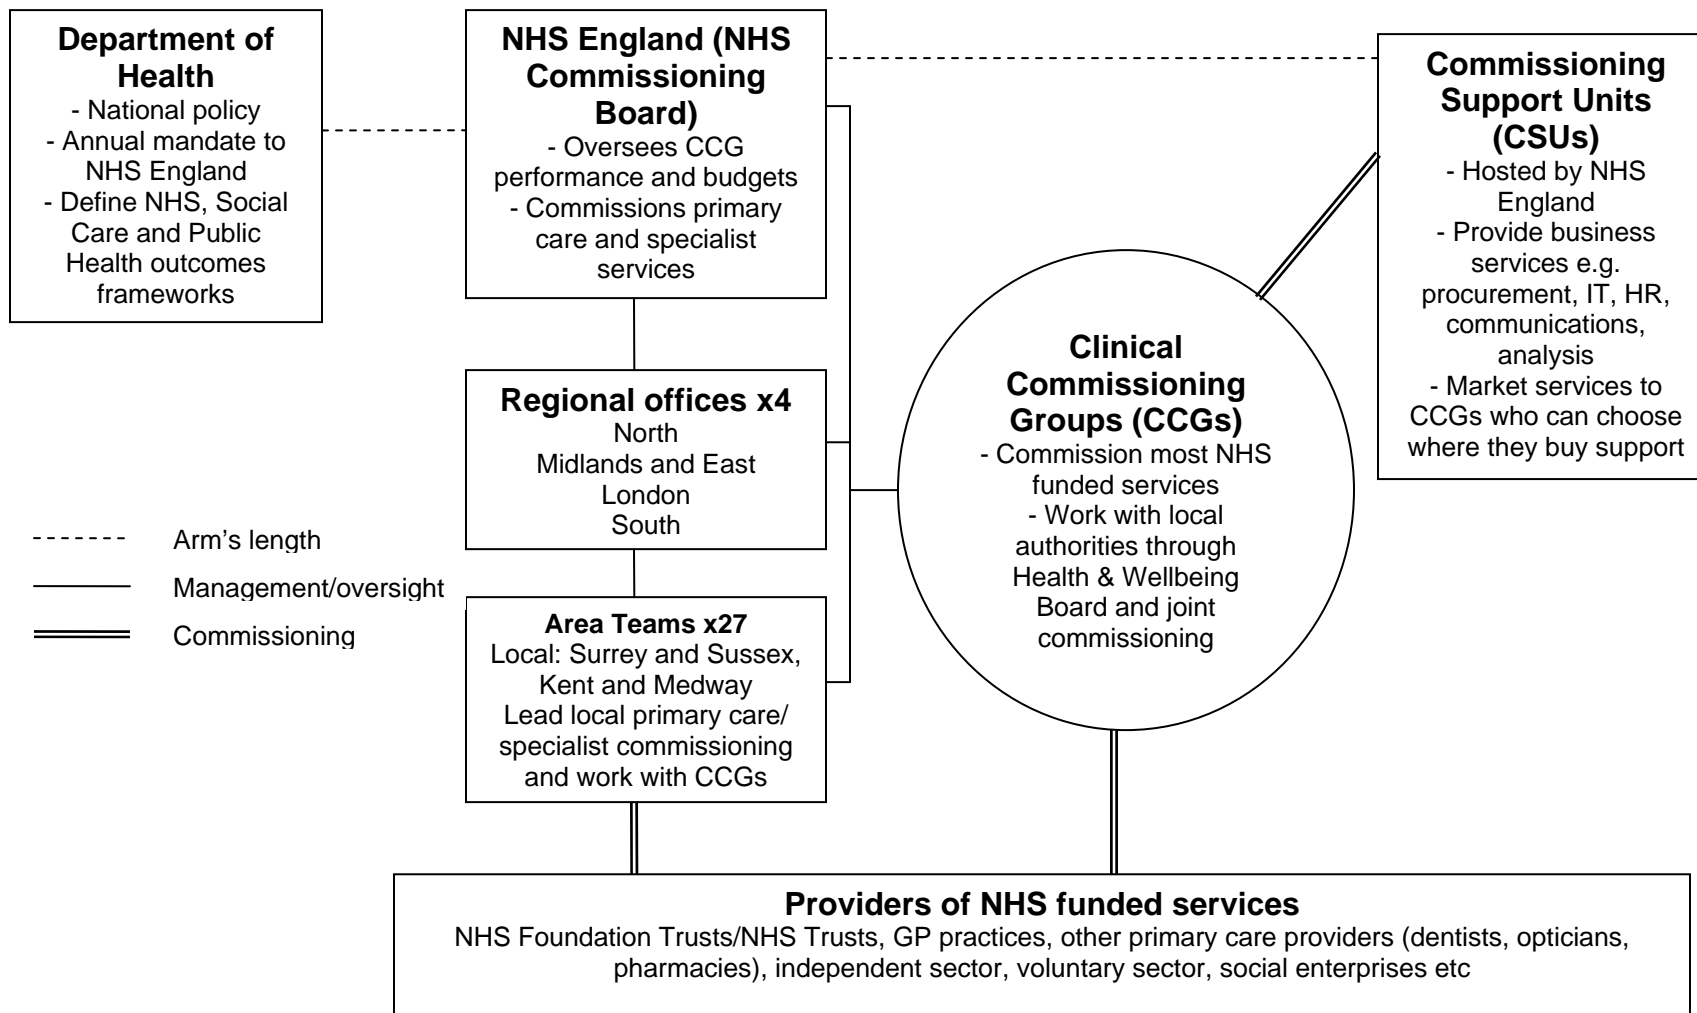 Department of
Health
- National policy
- Annual mandate to
NHS England
- Define NHS, Social
Care and Public
Health outcomes
frameworks
NHS England (NHS
Commissioning
Board)
- Oversees CCG
performance and budgets
- Commissions primary
care and specialist
services
Commissioning
Support Units
(CSUs)
- Hosted by NHS
England
- Provide business
services e.g.
procurement, IT, HR,
communications,
analysis
- Market services to
CCGs who can choose
where they buy support
Regional offices x4
North
Midlands and East
London
South
Clinical
Commissioning
Groups (CCGs)
- Commission most NHS
funded services
- Work with local
authorities through
Health & Wellbeing
Board and joint
commissioning
Arm's length
Management/oversight
Commissioning
Area Teams x27
Local: Surrey and Sussex,
Kent and Medway
Lead local primary care/
specialist commissioning
and work with CCGs
Providers of NHS funded services
NHS Foundation Trusts/NHS Trusts, GP practices, other primary care providers (dentists, opticians,
pharmacies), independent sector, voluntary sector, social enterprises etc